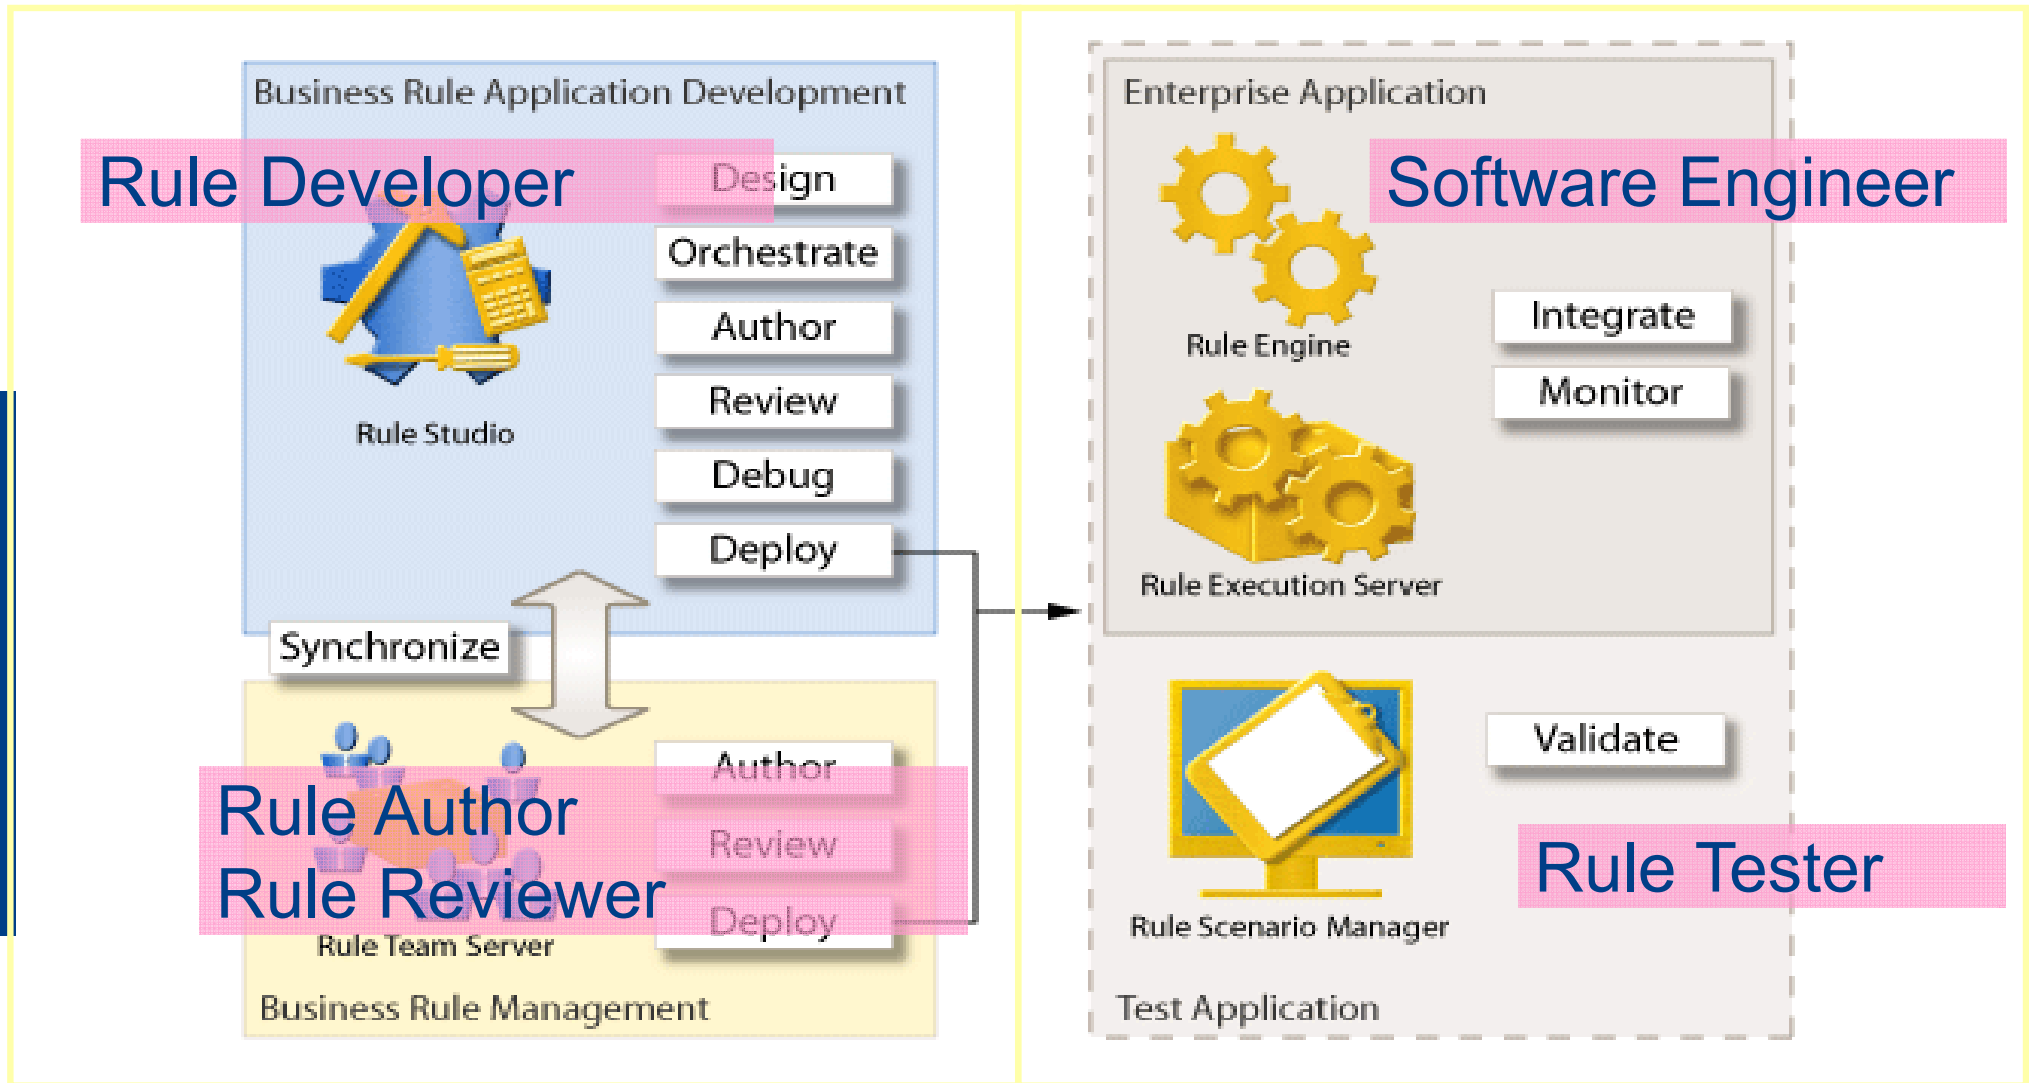 Business Rule Application Development
Rule Developer
Design
Orchestrate
Author
Review
Debug
Deploy
Rule Studio
Synchronize
Author
Review
Deploy
Rule Author
Rule Reviewer
Rule Team Server
Business Rule Management
Enterprise Application
Software Engineer
Rule Engine
Integrate
Monitor
Rule Execution Server
Validate
Rule Tester
Rule Scenario Manager
Test Application